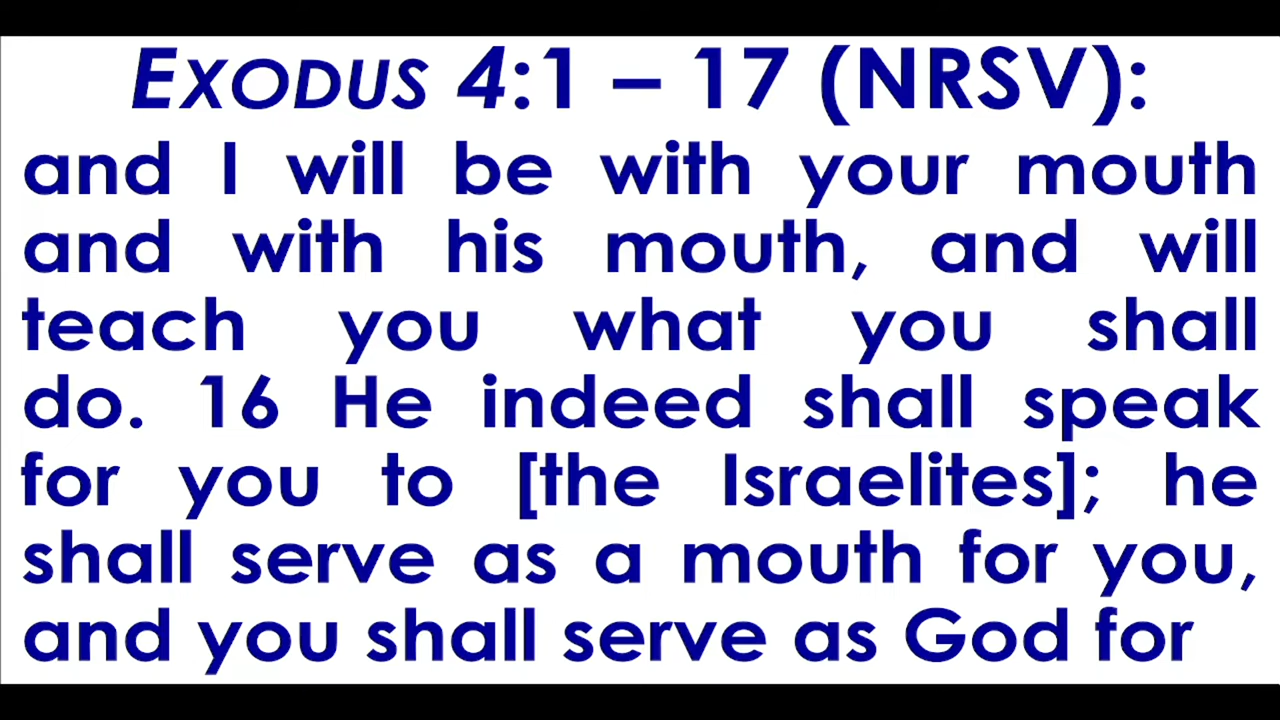 EXODUS 4:1 – 17 (NRSV):
and I will be with your mouth
and with his mouth, and will
teach you what you shall
do. 16 He indeed shall speak
for you to [the Israelites]; he
shall serve as a mouth for you,
and you shall serve as God for